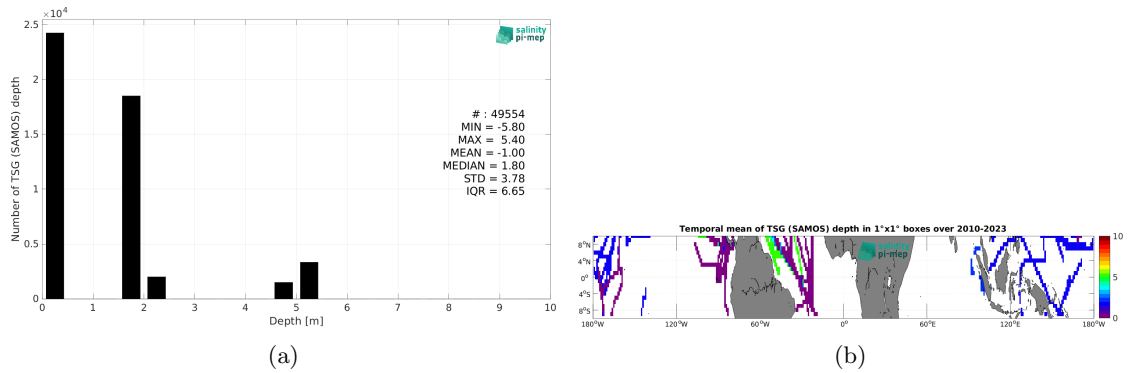 ×10⁴
2.5
2
1.5
1
0.5
0
Number of TSG (SAMOS) depth
salinity
pi-mep
# : 49554
MIN = -5.80
MAX = 5.40
MEAN = -1.00
MEDIAN = 1.80
STD = 3.78
IQR = 6.65
0 1 2 3 4 5 6 7 8 9 10
Depth [m]
(a)
Temporal mean of TSG (SAMOS) depth in 1°x1° boxes over 2010-2023
8°N
4°N
0°
4°S
8°S
salinity
pi-mep
180°W 120°W 60°W 0° 60°E 120°E 180°W
10
5
0
(b)